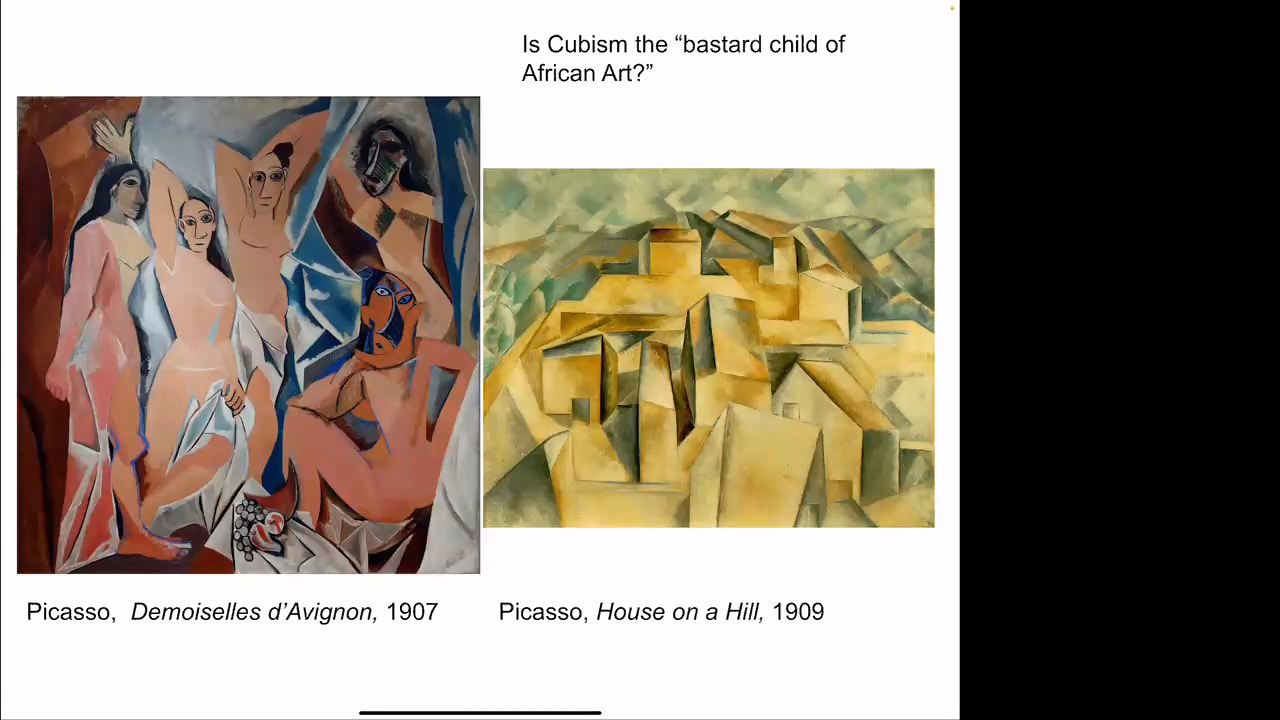 Is Cubism the “bastard child of
African Art?”
Picasso,  Demoiselles d’Avignon, 1907
Picasso, House on a Hill, 1909